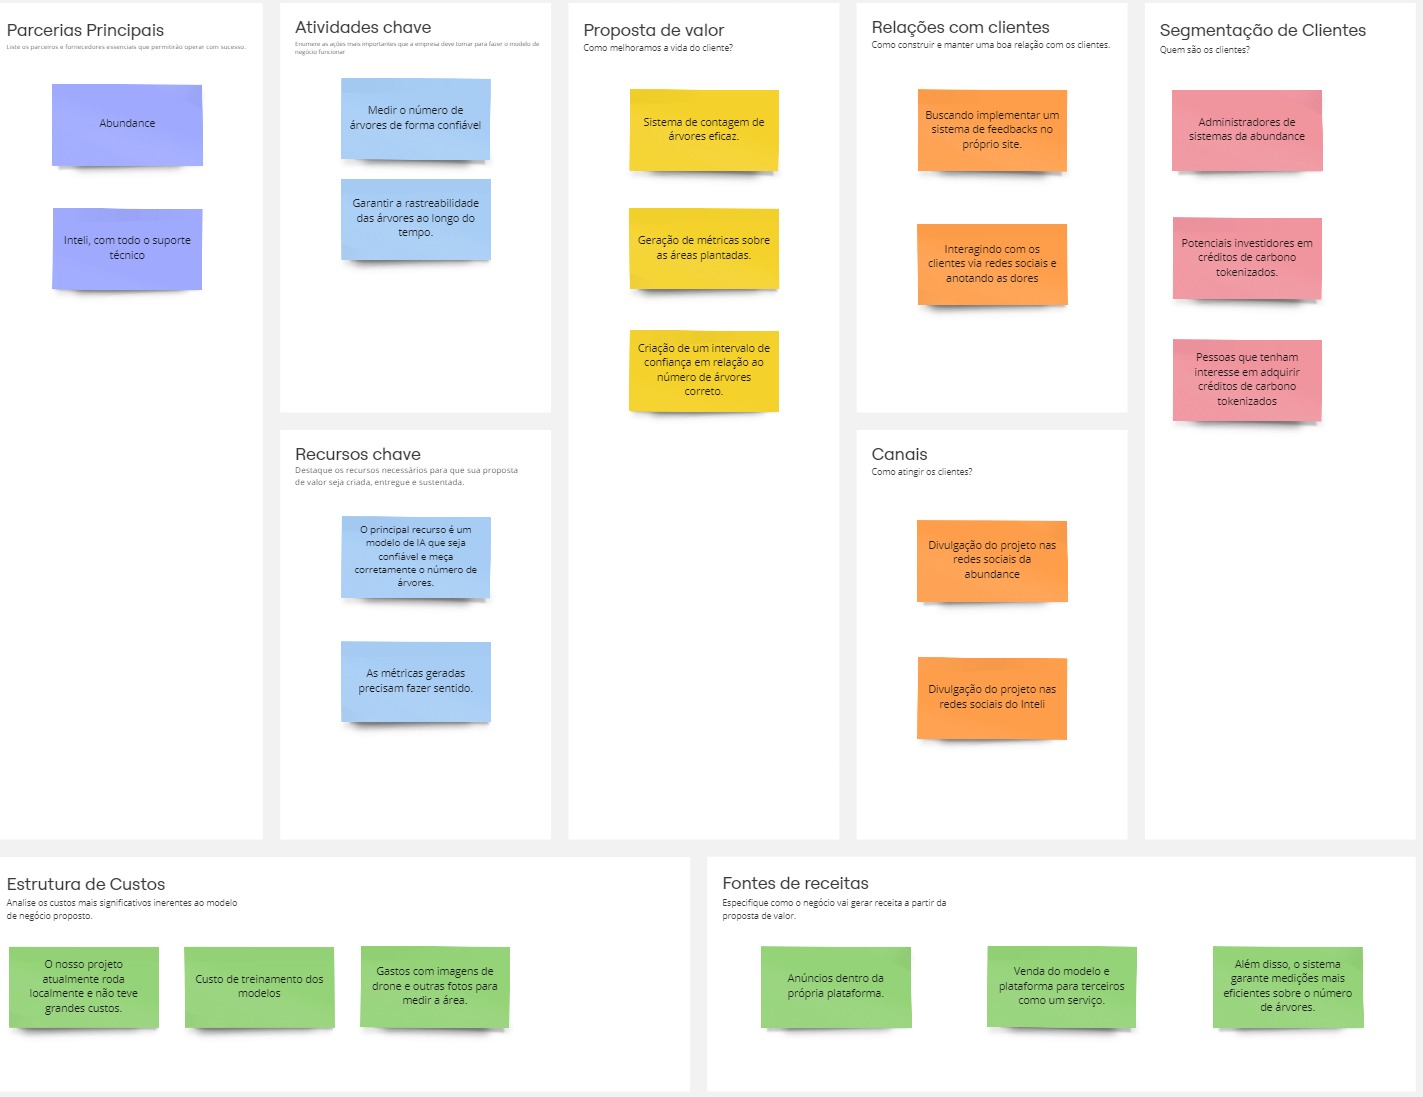 Parcerias Principais
Liste os parceiros e fornecedores essenciais que permitirão operar com sucesso.
Abundance
Inteli, com todo o suporte
técnico
Atividades chave
Enumere as ações mais importantes que a empresa deve tomar para fazer o modelo de
negócio funcionar
Medir o número de
árvores de forma confiável
Garantir a rastreabilidade
das árvores ao longo do
tempo.
Recursos chave
Destaque os recursos necessários para que sua proposta
de valor seja criada, entregue e sustentada.
O principal recurso é um
modelo de IA que seja
confiável e meça
corretamente o número de
árvores.
As métricas geradas
precisam fazer sentido.
Proposta de valor
Como melhoramos a vida do cliente?
Sistema de contagem de
árvores eficaz.
Geração de métricas sobre
as áreas plantadas.
Criação de um intervalo de
confiança em relação ao
número de árvores
correto.
Relações com clientes
Como construir e manter uma boa relação com os clientes.
Buscando implementar um
sistema de feedbacks no
próprio site.
Interagindo com os
clientes via redes sociais e
anotando as dores
Canais
Como atingir os clientes?
Divulgação do projeto nas
redes sociais da
abundance
Divulgação do projeto nas
redes sociais do Inteli
Segmentação de Clientes
Quem são os clientes?
Administradores de
sistemas da abundance
Potenciais investidores em
créditos de carbono
tokenizados.
Pessoas que tenham
interesse em adquirir
créditos de carbono
tokenizados
Estrutura de Custos
Analise os custos mais significativos inerentes ao modelo
de negócio proposto.
O nosso projeto
atualmente roda
localmente e não teve
grandes custos.
Custo de treinamento dos
modelos
Gastos com imagens de
drone e outras fotos para
medir a área.
Fontes de receitas
Especifique como o negócio vai gerar receita a partir da
proposta de valor.
Anúncios dentro da
própria plataforma.
Venda do modelo e
plataforma para terceiros
como um serviço.
Além disso, o sistema
garante medições mais
eficientes sobre o número
de árvores.